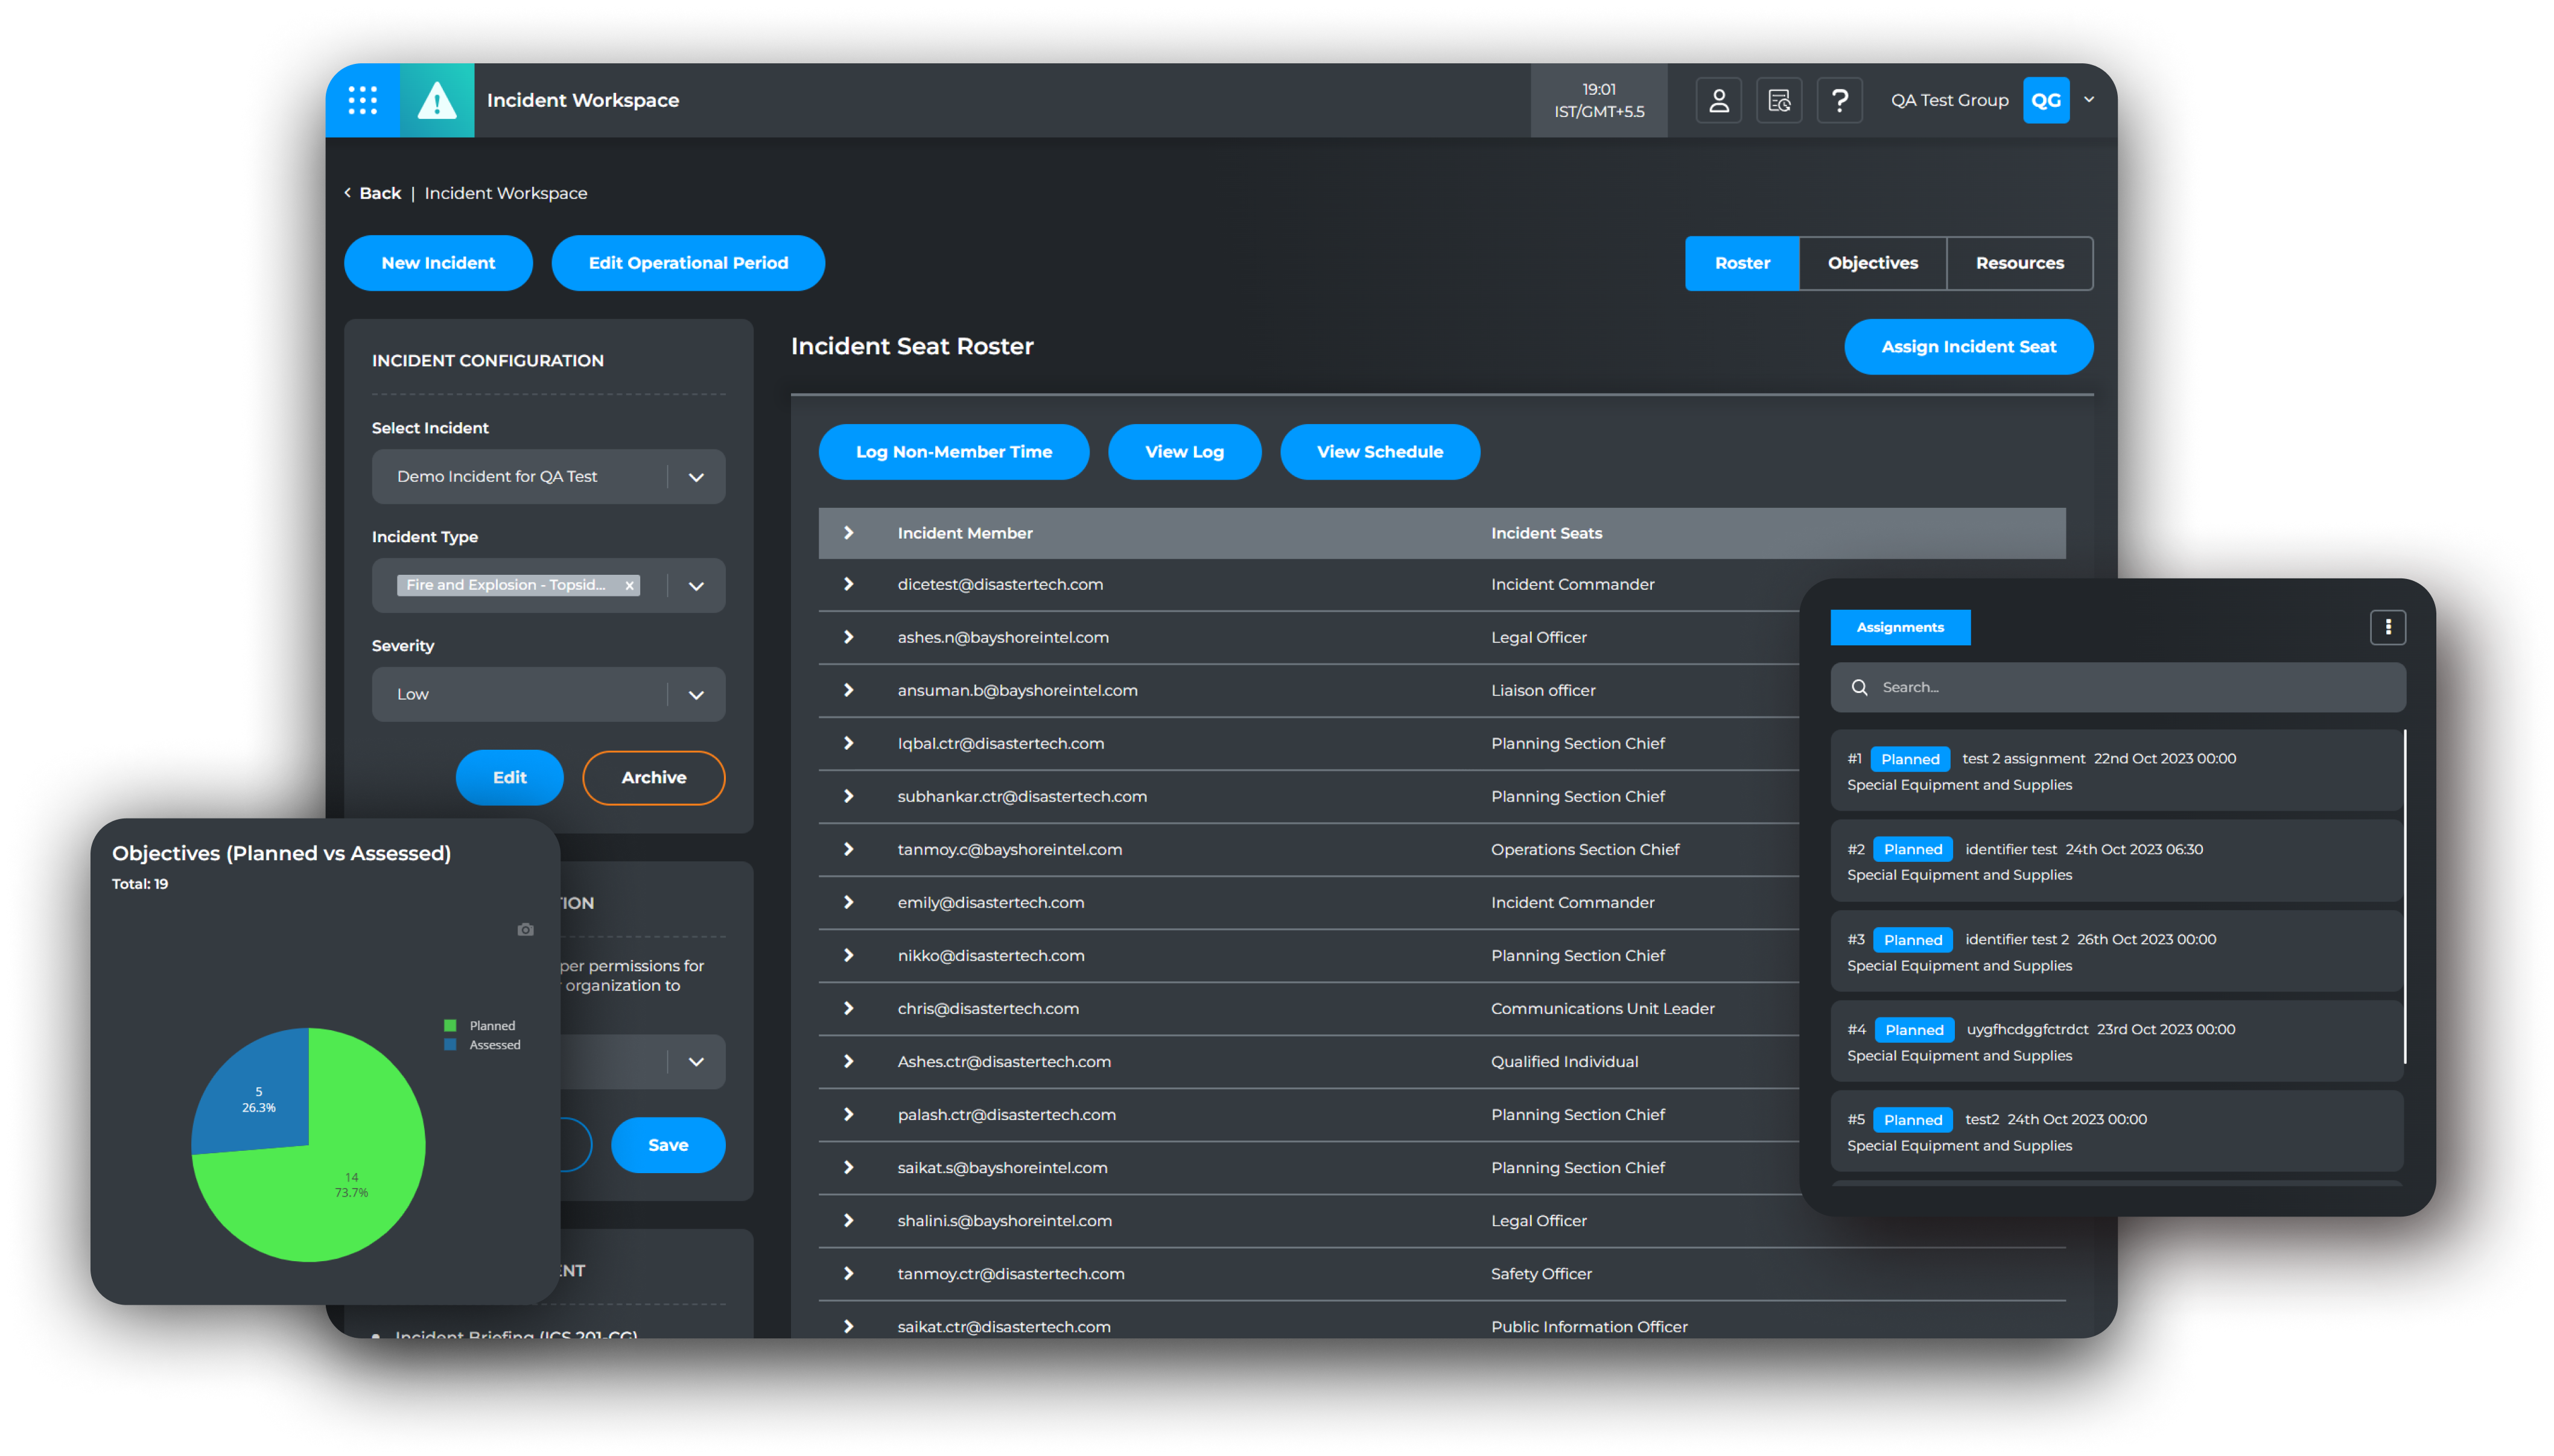 Incident Workspace
19:01
IST/GMT+5.5
?
QA Test Group
QG
Back | Incident Workspace
New Incident
Edit Operational Period
Roster
Objectives
Resources
INCIDENT CONFIGURATION
Select Incident
Demo Incident for QA Test
Incident Type
Fire and Explosion - Topsid... x
Severity
Low
Edit
Archive
per permissions for
organization to
Save
Incident Briefing (ICS 201-CG)
Incident Seat Roster
Assign Incident Seat
Log Non-Member Time
View Log
View Schedule
Incident Member Incident Seats
dicetest@disastertech.com Incident Commander
ashes.n@bayshoreintel.com Legal Officer
ansuman.b@bayshoreintel.com Liaison officer
Iqbal.ctr@disastertech.com Planning Section Chief
subhankar.ctr@disastertech.com Planning Section Chief
tanmoy.c@bayshoreintel.com Operations Section Chief
emily@disastertech.com Incident Commander
nikko@disastertech.com Planning Section Chief
chris@disastertech.com Communications Unit Leader
Ashes.ctr@disastertech.com Qualified Individual
palash.ctr@disastertech.com Planning Section Chief
saikat.s@bayshoreintel.com Planning Section Chief
shalini.s@bayshoreintel.com Legal Officer
tanmoy.ctr@disastertech.com Safety Officer
saikat.ctr@disastertech.com Public Information Officer
Objectives (Planned vs Assessed)
Total: 19
Planned
Assessed
5
26.3%
14
73.7%
Assignments
Search...
#1 Planned test 2 assignment 22nd Oct 2023 00:00
Special Equipment and Supplies
#2 Planned identifier test 24th Oct 2023 06:30
Special Equipment and Supplies
#3 Planned identifier test 2 26th Oct 2023 00:00
Special Equipment and Supplies
#4 Planned uygfhcdggfctrdct 23rd Oct 2023 00:00
Special Equipment and Supplies
#5 Planned test2 24th Oct 2023 00:00
Special Equipment and Supplies